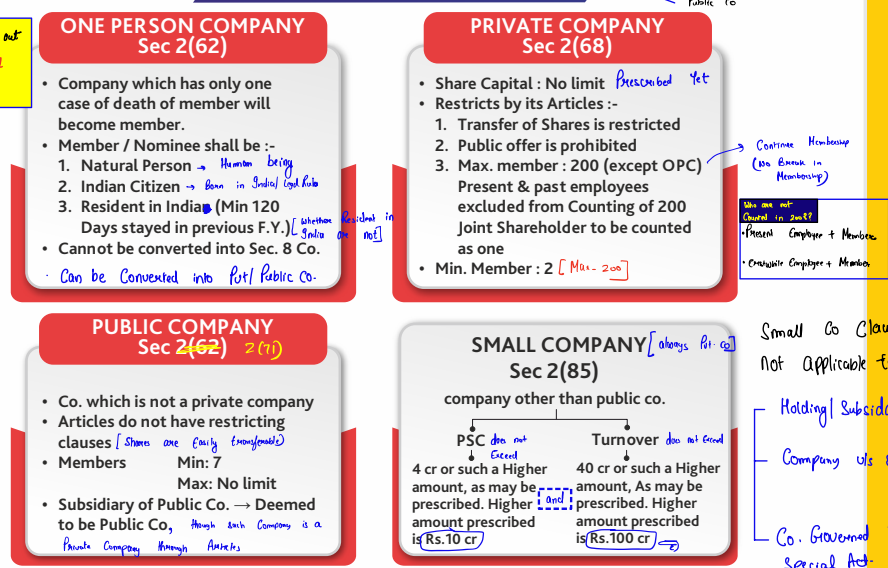 Public Co
out
ONE PERSON COMPANY
Sec 2(62)
• Company which has only one
case of death of member will
become member.
• Member / Nominee shall be :-
1. Natural Person → Human being
2. Indian Citizen → Born in India/ Legal Rules
3. Resident in India (Min 120
Days stayed in previous F.Y.) [Whether Resident in
India or not]
• Cannot be converted into Sec. 8 Co.
· Can be Converted into Pvt/ Public Co.
PRIVATE COMPANY
Sec 2(68)
• Share Capital : No limit Prescribed Yet
• Restricts by its Articles :-
1. Transfer of Shares is restricted
2. Public offer is prohibited
3. Max. member : 200 (except OPC)
Present & past employees
excluded from Counting of 200
Joint Shareholder to be counted
as one
• Min. Member : 2 [Max- 200]
Continue Membership
(No Break in
Membership)
Who are not
Counted in 200??
• Present Employee + Members
• Erstwhile Employee + Member
PUBLIC COMPANY
Sec 2(62) 2(71)
• Co. which is not a private company
• Articles do not have restricting
clauses [Shares are Easily transferable)
• Members Min: 7
Max: No limit
• Subsidiary of Public Co. → Deemed
to be Public Co, though such Company is a
Private Company through Articles
SMALL COMPANY [always Pvt. co]
Sec 2(85)
company other than public co.
PSC does not
Exceed
4 cr or such a Higher
amount, as may be
prescribed. Higher
amount prescribed
is Rs.10 cr
and
Turnover does not Exceed
40 cr or such a Higher
amount, As may be
prescribed. Higher
amount prescribed
is Rs.100 cr
Small Co Clau
not applicable t
Holding/ Subsid
Company u/s 8
Co. Governed
Special Act.